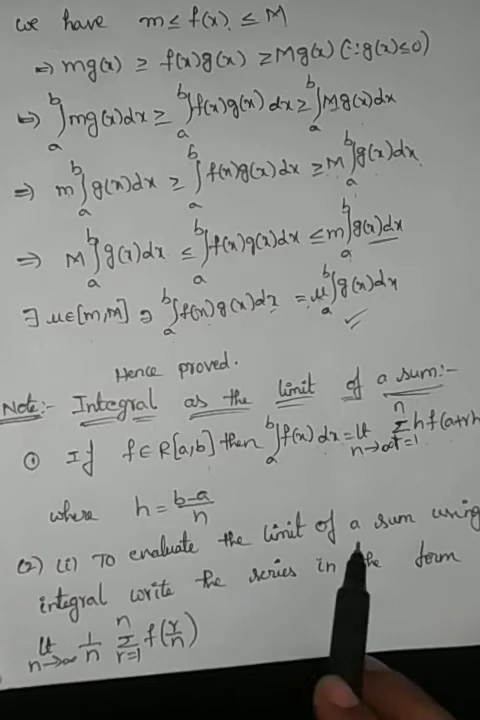 we have m ≤ f(x) ≤ M
⇒ mg(x) ≥ f(x)g(x) ≥ Mg(x) (∵ g(x) ≤ 0)
⇒ ∫_a^b mg(x)dx ≥ ∫_a^b f(x)g(x)dx ≥ ∫_a^b Mg(x)dx
⇒ m∫_a^b g(x)dx ≥ ∫_a^b f(x)g(x)dx ≥ M∫_a^b g(x)dx
⇒ M∫_a^b g(x)dx ≤ ∫_a^b f(x)g(x)dx ≤ m∫_a^b g(x)dx
∃ μ∈[m,M] ∋ ∫_a^b f(x)g(x)dx = μ∫_a^b g(x)dx
Hence proved.
Note:- Integral as the limit of a sum:-
① If f∈R[a,b] then ∫_a^b f(x)dx = lt_{n→∞} Σ_{r=1}^n hf(a+rh
where h = (b-a)/n
(2) (i) To evaluate the limit of a sum using
integral write the series in the form
lt_{n→∞} 1/n Σ_{r=1}^n f(r/n)